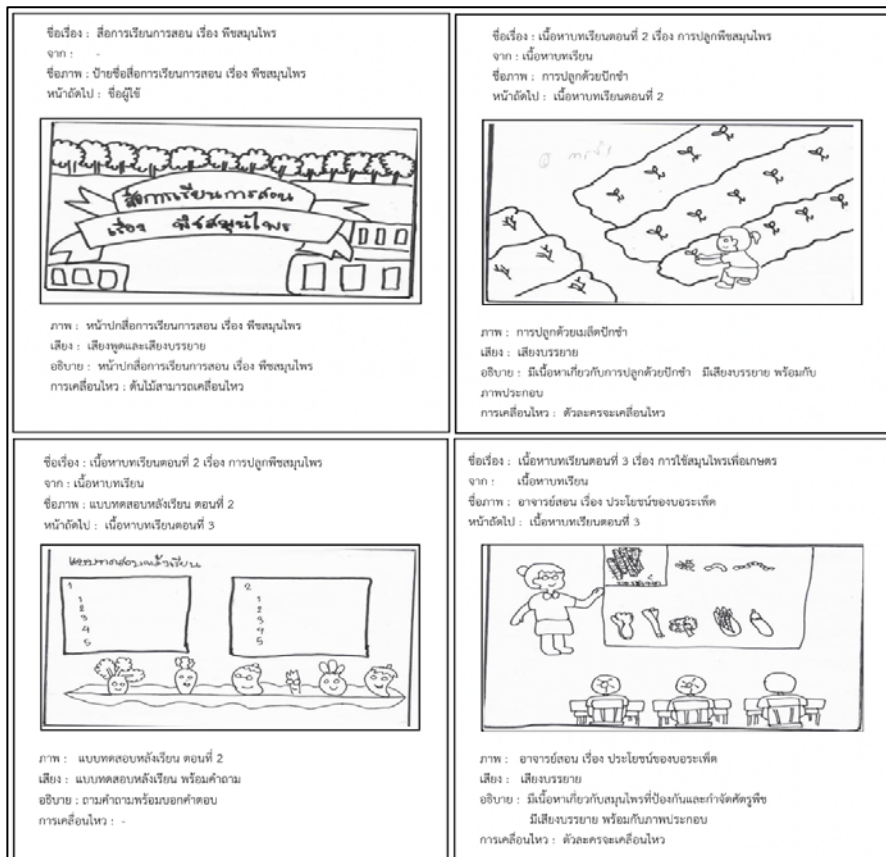 ชื่อเรื่อง : สื่อการเรียนการสอน เรื่อง พืชสมุนไพร
จาก : -
ชื่อภาพ : ป้ายชื่อสื่อการเรียนการสอน เรื่อง พืชสมุนไพร
หน้าถัดไป : ชื่อผู้ใช้
สื่อการเรียนการสอน
เรื่อง พืชสมุนไพร
ภาพ : หน้าปกสื่อการเรียนการสอน เรื่อง พืชสมุนไพร
เสียง : เสียงพูดและเสียงบรรยาย
อธิบาย : หน้าปกสื่อการเรียนการสอน เรื่อง พืชสมุนไพร
การเคลื่อนไหว : ต้นไม้สามารถเคลื่อนไหว
ชื่อเรื่อง : เนื้อหาบทเรียนตอนที่ 2 เรื่อง การปลูกพืชสมุนไพร
จาก : เนื้อหาบทเรียน
ชื่อภาพ : การปลูกด้วยปักชำ
หน้าถัดไป : เนื้อหาบทเรียนตอนที่ 2
ภาพ : การปลูกด้วยเมล็ดปักชำ
เสียง : เสียงบรรยาย
อธิบาย : มีเนื้อหาเกี่ยวกับการปลูกด้วยปักชำ มีเสียงบรรยาย พร้อมกับ
ภาพประกอบ
การเคลื่อนไหว : ตัวละครจะเคลื่อนไหว
ชื่อเรื่อง : เนื้อหาบทเรียนตอนที่ 2 เรื่อง การปลูกพืชสมุนไพร
จาก : เนื้อหาบทเรียน
ชื่อภาพ : แบบทดสอบหลังเรียน ตอนที่ 2
หน้าถัดไป : เนื้อหาบทเรียนตอนที่ 3
แบบทดสอบหลังเรียน
1
1
2
3
4
5
2
1
2
3
4
5
ภาพ : แบบทดสอบหลังเรียน ตอนที่ 2
เสียง : แบบทดสอบหลังเรียน พร้อมคำถาม
อธิบาย : ถามคำถามพร้อมบอกคำตอบ
การเคลื่อนไหว : -
ชื่อเรื่อง : เนื้อหาบทเรียนตอนที่ 3 เรื่อง การใช้สมุนไพรเพื่อเกษตร
จาก : เนื้อหาบทเรียน
ชื่อภาพ : อาจารย์สอน เรื่อง ประโยชน์ของบอระเพ็ด
หน้าถัดไป : เนื้อหาบทเรียนตอนที่ 3
ภาพ : อาจารย์สอน เรื่อง ประโยชน์ของบอระเพ็ด
เสียง : เสียงบรรยาย
อธิบาย : มีเนื้อหาเกี่ยวกับสมุนไพรที่ป้องกันและกำจัดศัตรูพืช
มีเสียงบรรยาย พร้อมกับภาพประกอบ
การเคลื่อนไหว : ตัวละครจะเคลื่อนไหว